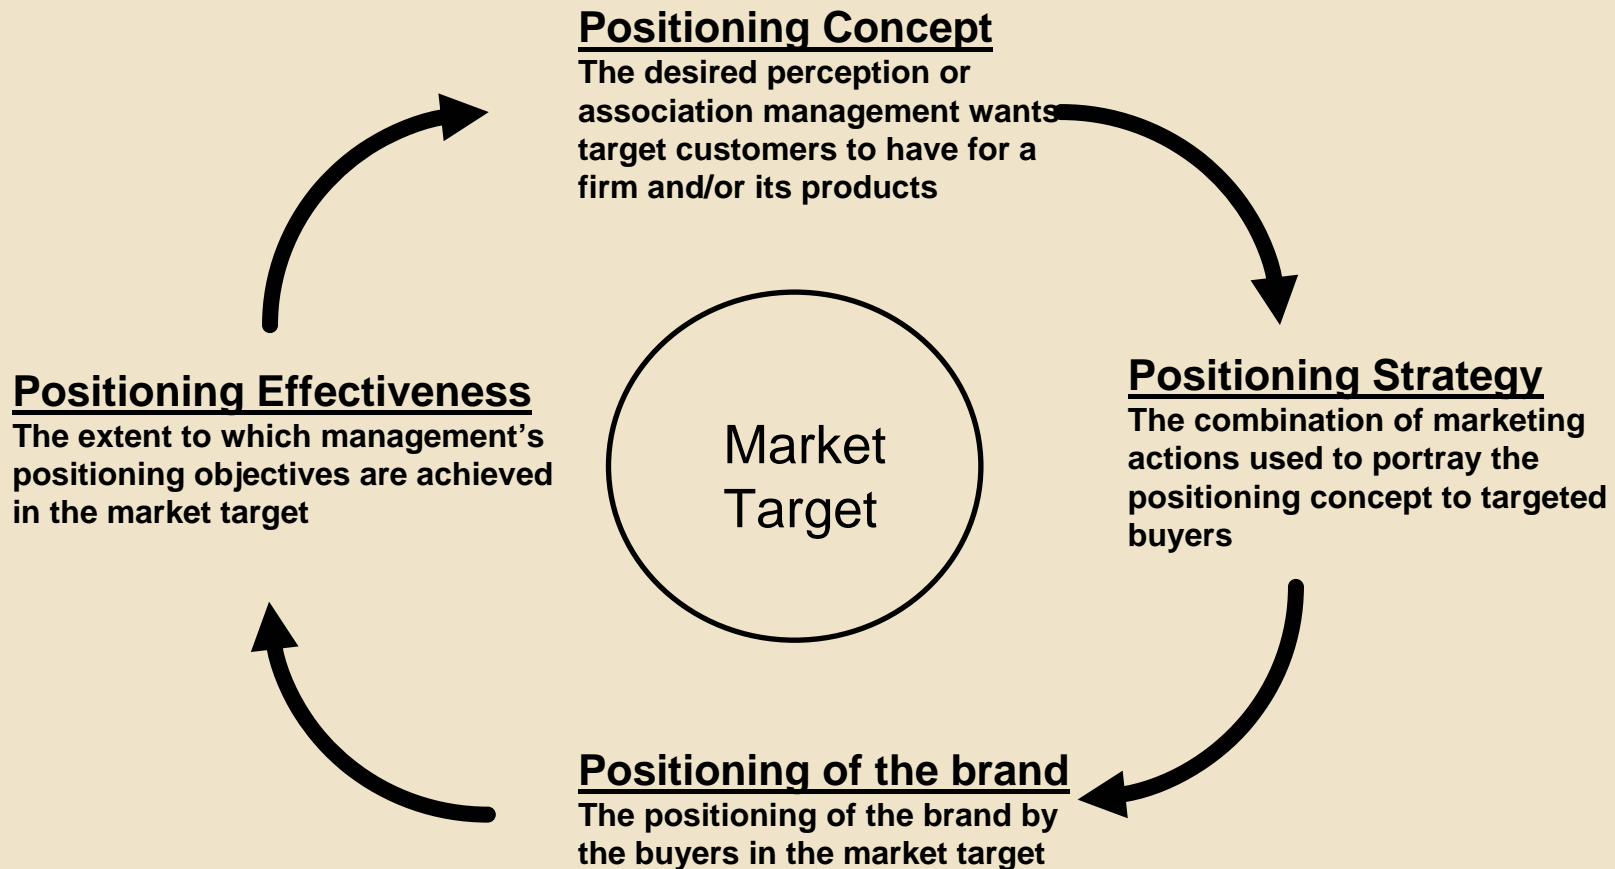 Positioning Concept
The desired perception or
association management wants
target customers to have for a
firm and/or its products
Positioning Effectiveness
The extent to which management’s
positioning objectives are achieved
in the market target
Market
Target
Positioning Strategy
The combination of marketing
actions used to portray the
positioning concept to targeted
buyers
Positioning of the brand
The positioning of the brand by
the buyers in the market target